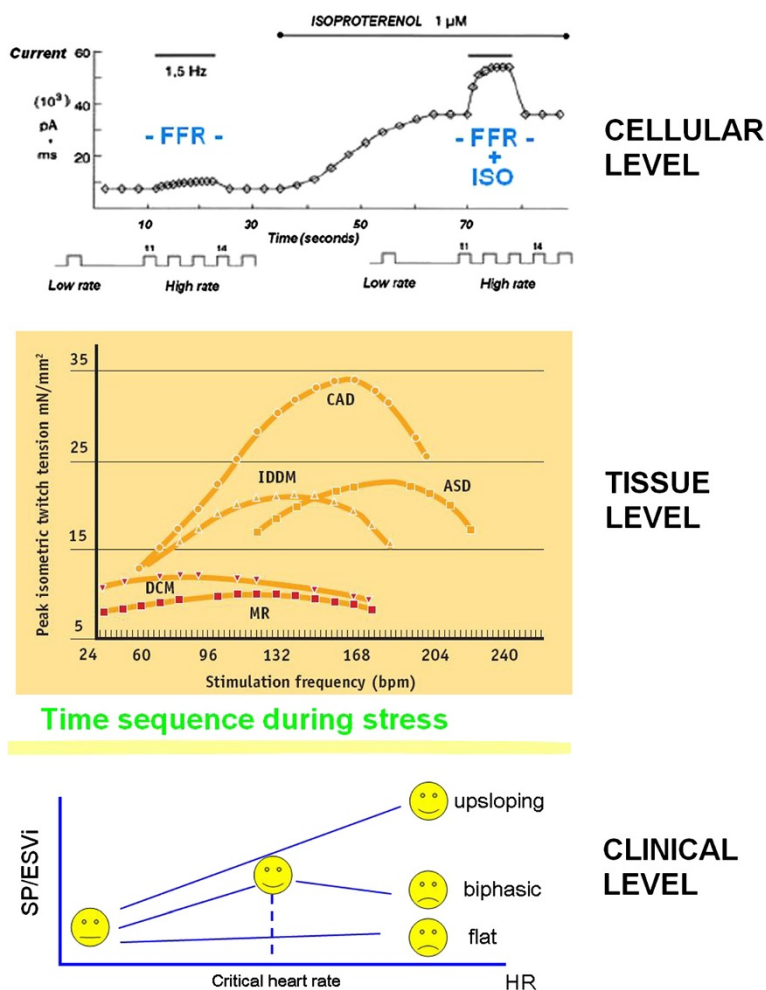 ISOPROTERENOL 1 µM
Current
60
40
20
(10³)
pA
.
ms
1,5 Hz
- FFR -
- FFR -
+
ISO
10
30
50
70
Time (seconds)
t1
t4
t1
t4
Low rate
High rate
Low rate
High rate
CELLULAR
LEVEL
Peak isometric twitch tension mN/mm²
35
25
15
5
CAD
IDDM
ASD
DCM
MR
24
60
96
132
168
204
240
Stimulation frequency (bpm)
TISSUE
LEVEL
Time sequence during stress
SP/ESVi
upsloping
biphasic
flat
Critical heart rate
HR
CLINICAL
LEVEL